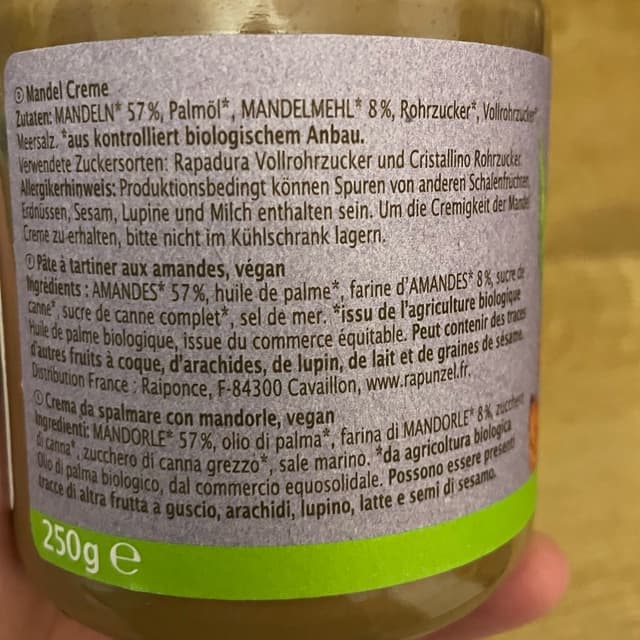 Ⓓ Mandel Creme
Zutaten: MANDELN* 57%, Palmöl*, MANDELMEHL* 8%, Rohrzucker*, Vollrohrzucker*
Meersalz. *aus kontrolliert biologischem Anbau.
Verwendete Zuckersorten: Rapadura Vollrohrzucker und Cristallino Rohrzucker.
Allergikerhinweis: Produktionsbedingt können Spuren von anderen Schalenfrüchten,
Erdnüssen, Sesam, Lupine und Milch enthalten sein. Um die Cremigkeit der Mandel
Creme zu erhalten, bitte nicht im Kühlschrank lagern.
Ⓕ Pâte à tartiner aux amandes, végan
Ingrédients : AMANDES* 57%, huile de palme*, farine d'AMANDES* 8%, sucre de
canne*, sucre de canne complet*, sel de mer. *issu de l'agriculture biologique
Huile de palme biologique, issue du commerce équitable. Peut contenir des traces
d'autres fruits à coque, d'arachides, de lupin, de lait et de graines de sésame.
Distribution France : Raiponce, F-84300 Cavaillon, www.rapunzel.fr.
Ⓘ Crema da spalmare con mandorle, vegan
Ingredienti: MANDORLE* 57%, olio di palma*, farina di MANDORLE* 8%, zucchero
di canna*, zucchero di canna grezzo*, sale marino. *da agricoltura biologica
Olio di palma biologico, dal commercio equosolidale. Possono essere presenti
tracce di altra frutta a guscio, arachidi, lupino, latte e semi di sesamo.
250g ℮